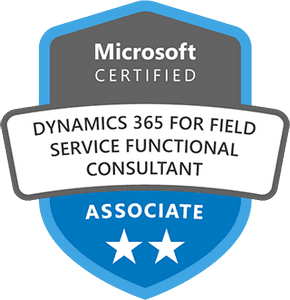 Microsoft
CERTIFIED
DYNAMICS 365 FOR FIELD
SERVICE FUNCTIONAL
CONSULTANT
ASSOCIATE